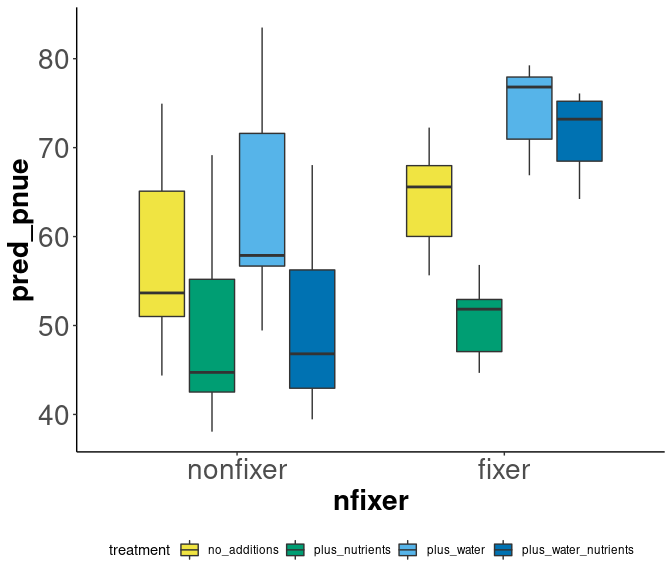 80
70
60
50
40
pred_pnue
nonfixer fixer
nfixer
treatment no_additions plus_nutrients plus_water plus_water_nutrients